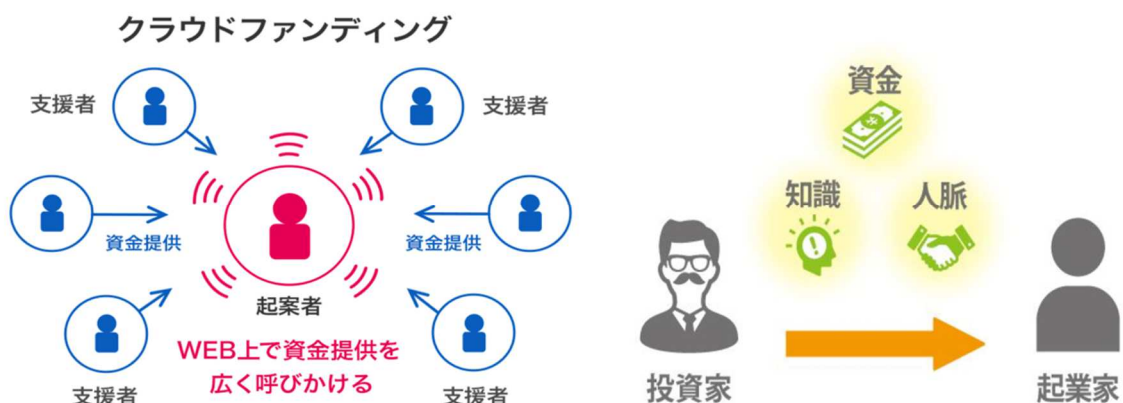 クラウドファンディング
支援者
支援者
資金提供
資金提供
起案者
WEB上で資金提供を
広く呼びかける
支援者
支援者
資金
知識
人脈
投資家
起業家